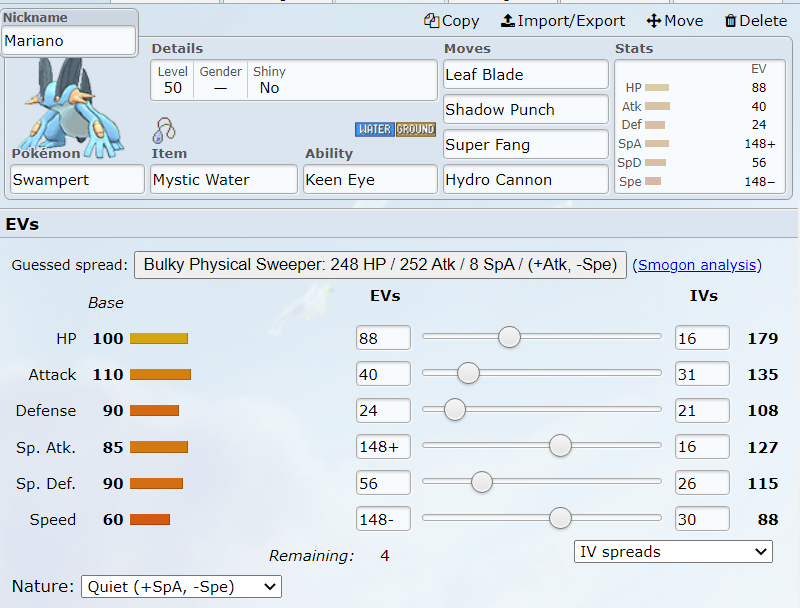 Nickname
Mariano
Copy Import/Export Move Delete
Details
Level Gender Shiny
50 — No
Moves
Leaf Blade
Shadow Punch
Super Fang
Hydro Cannon
Stats
EV
HP 88
Atk 40
Def 24
SpA 148+
SpD 56
Spe 148−
WATER GROUND
Pokémon
Swampert
Item
Mystic Water
Ability
Keen Eye
EVs
Guessed spread: Bulky Physical Sweeper: 248 HP / 252 Atk / 8 SpA / (+Atk, -Spe) (Smogon analysis)
Base EVs IVs
HP 100 88 16 179
Attack 110 40 31 135
Defense 90 24 21 108
Sp. Atk. 85 148+ 16 127
Sp. Def. 90 56 26 115
Speed 60 148- 30 88
Remaining: 4 IV spreads
Nature: Quiet (+SpA, -Spe)